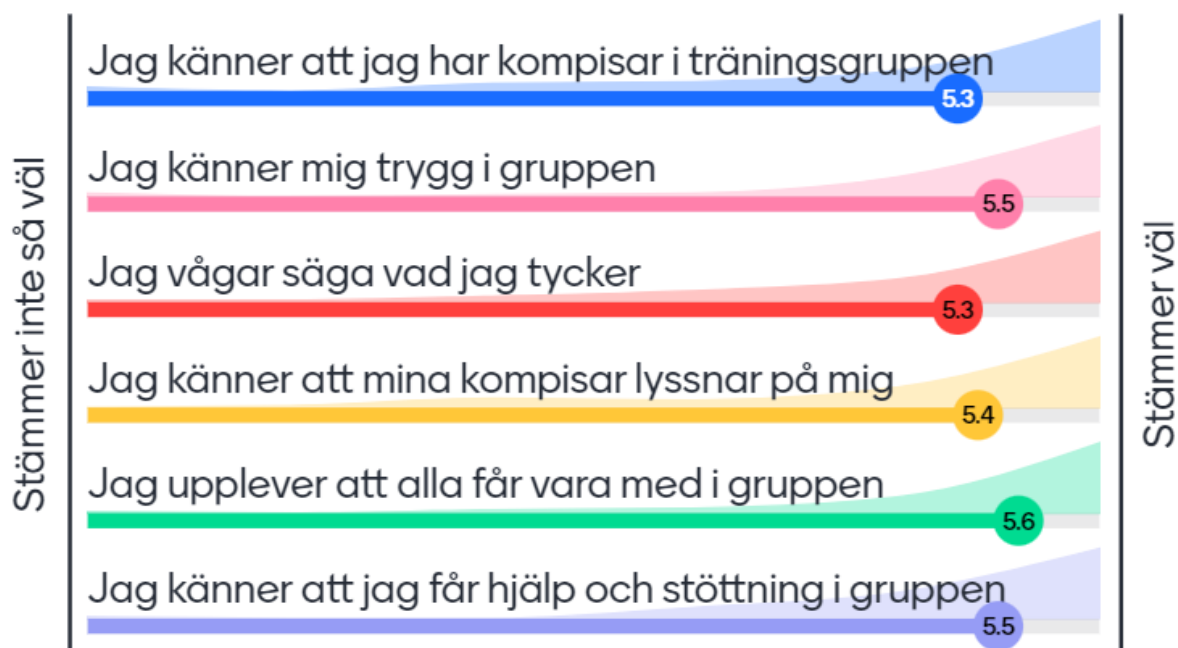 Jag känner att jag har kompisar i träningsgruppen
5.3
Jag känner mig trygg i gruppen
5.5
Jag vågar säga vad jag tycker
5.3
Jag känner att mina kompisar lyssnar på mig
5.4
Jag upplever att alla får vara med i gruppen
5.6
Jag känner att jag får hjälp och stöttning i gruppen
5.5
Stämmer inte så väl
Stämmer väl